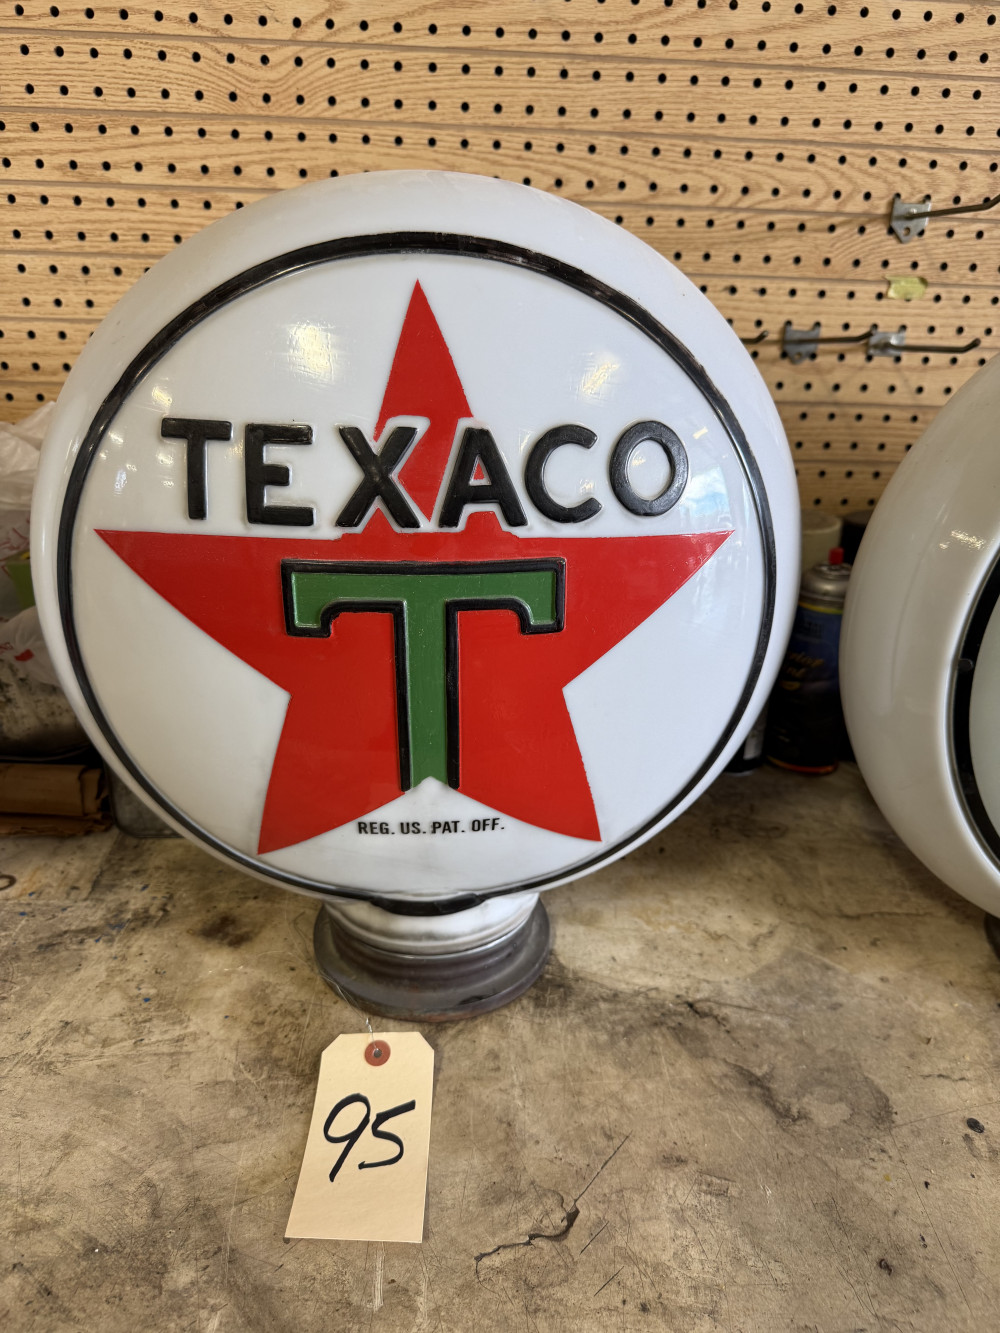 TEXACO
T
REG. US. PAT. OFF.
95